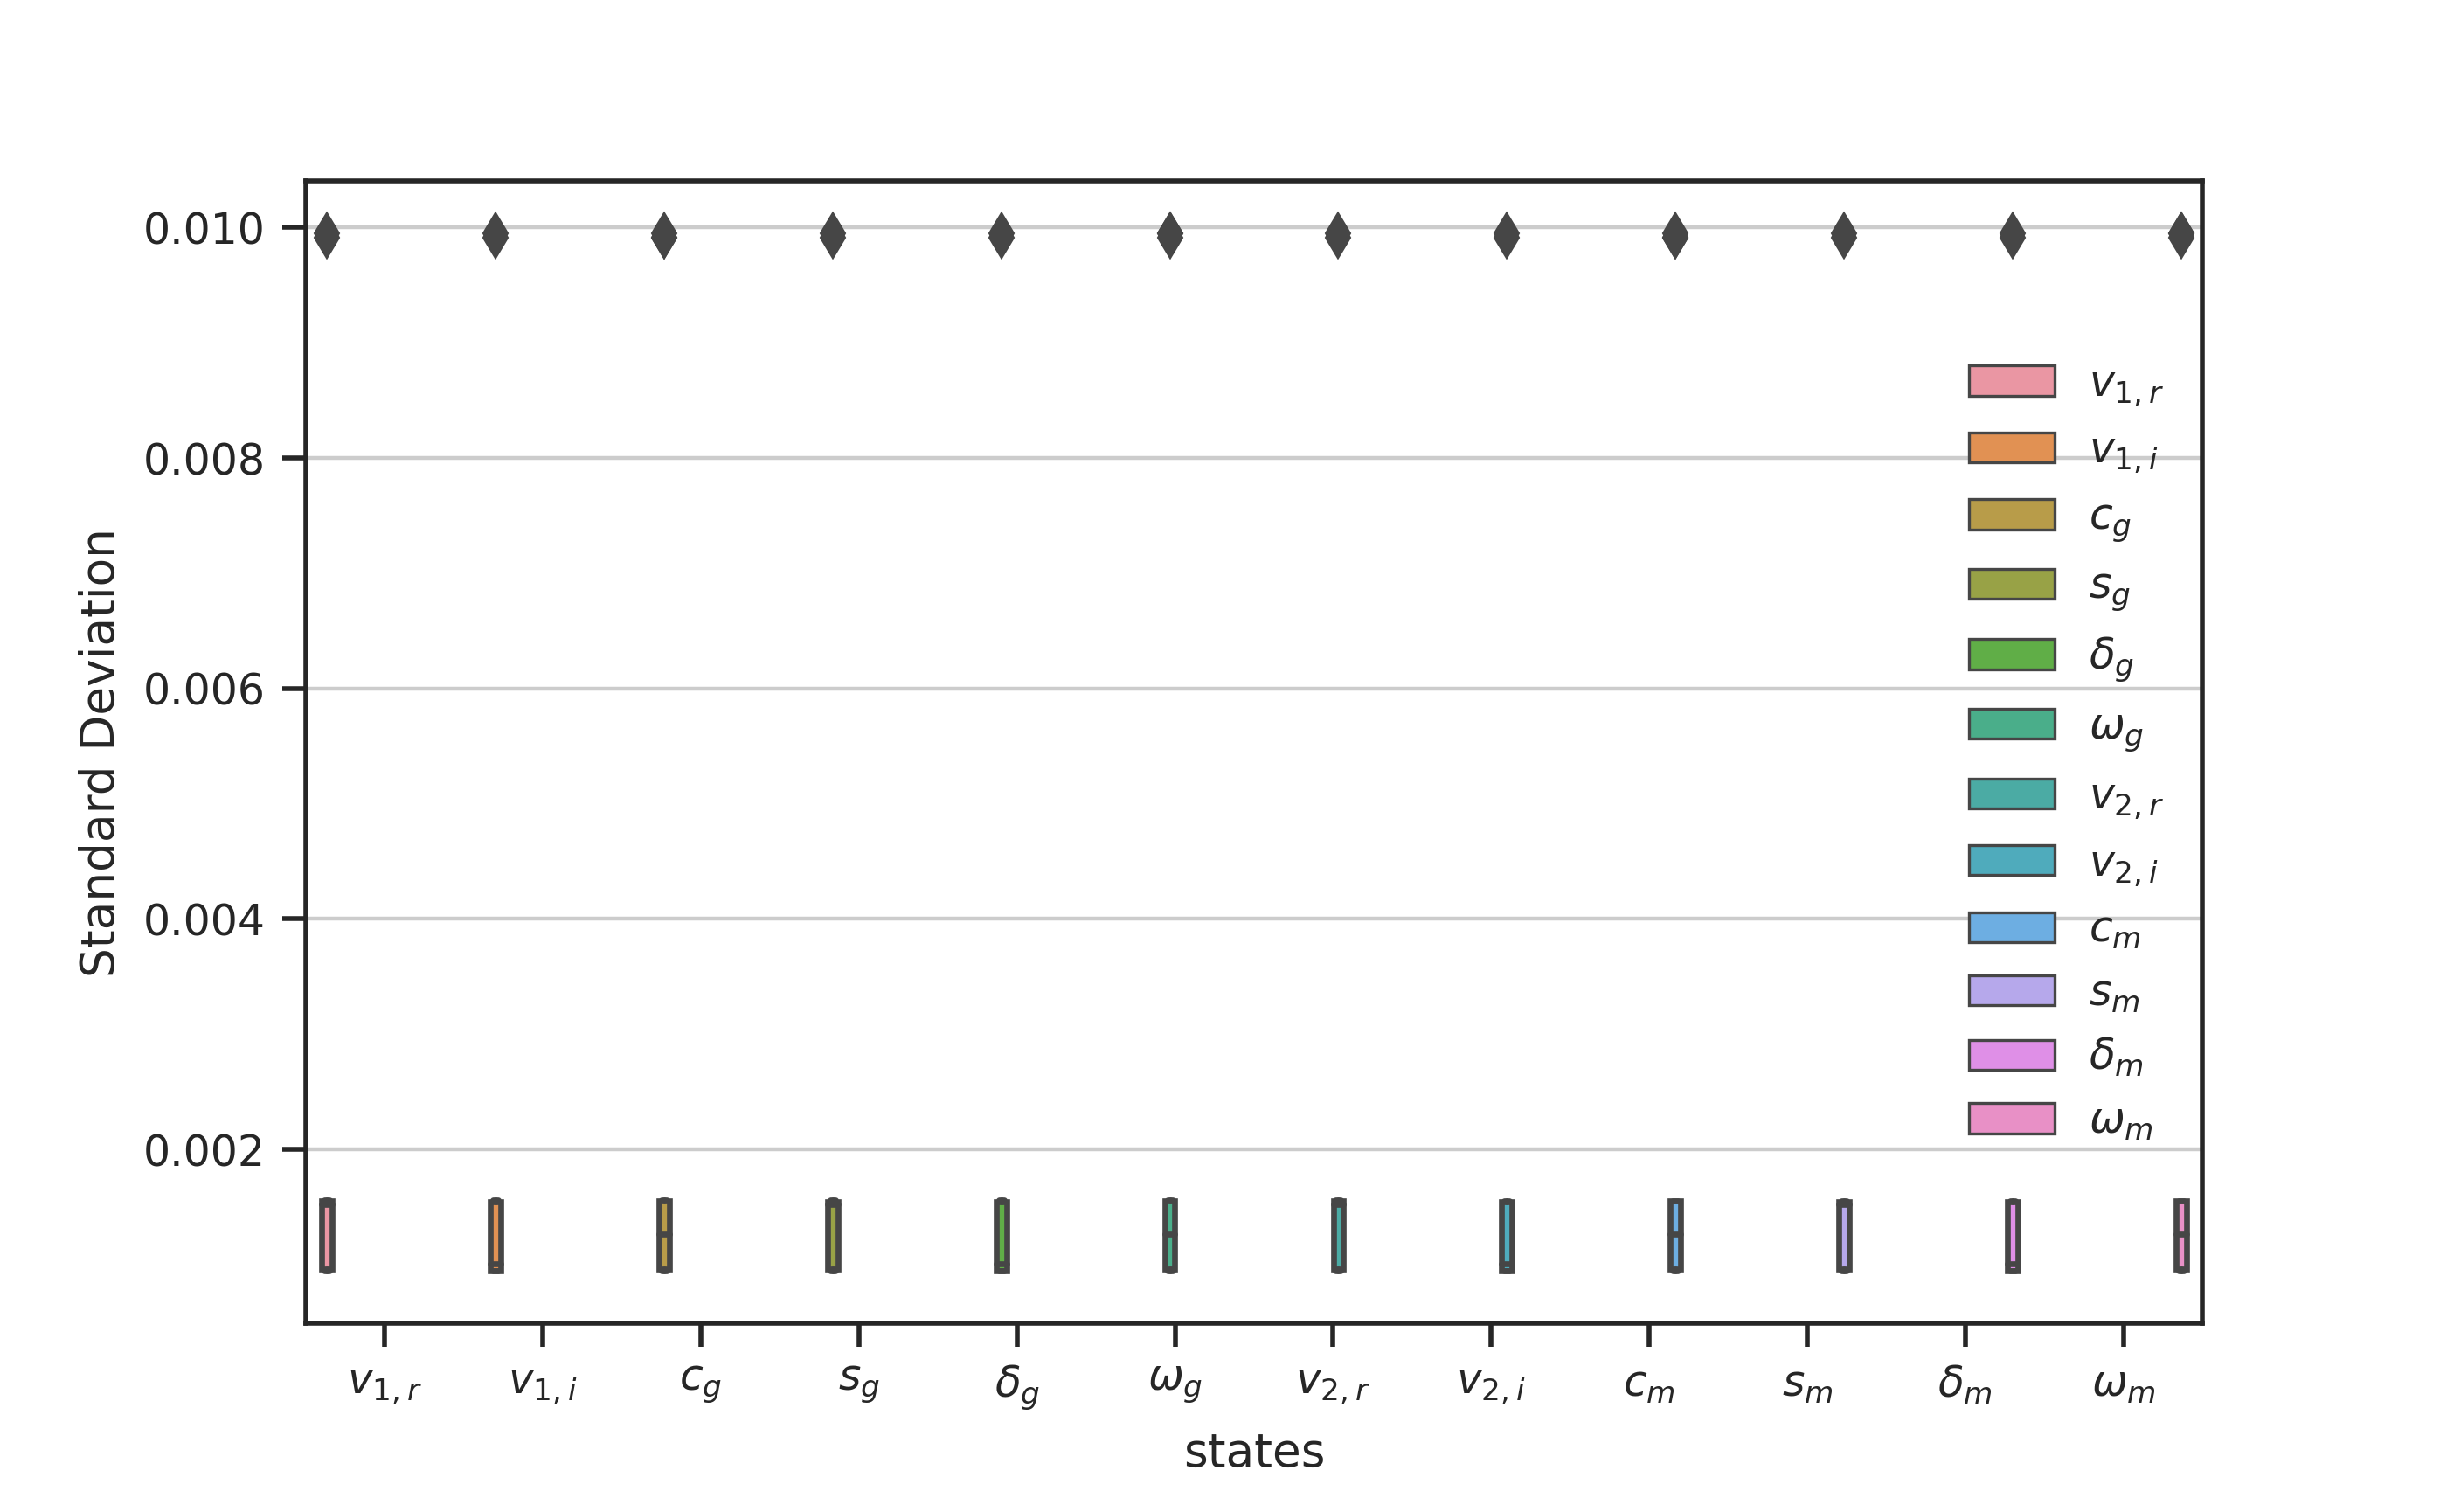 0.010
0.008
0.006
0.004
0.002
Standard Deviation
v1, r
v1, i
cg
sg
δg
ωg
v2, r
v2, i
cm
sm
δm
ωm
v1, r v1, i cg sg δg ωg v2, r v2, i cm sm δm ωm
states